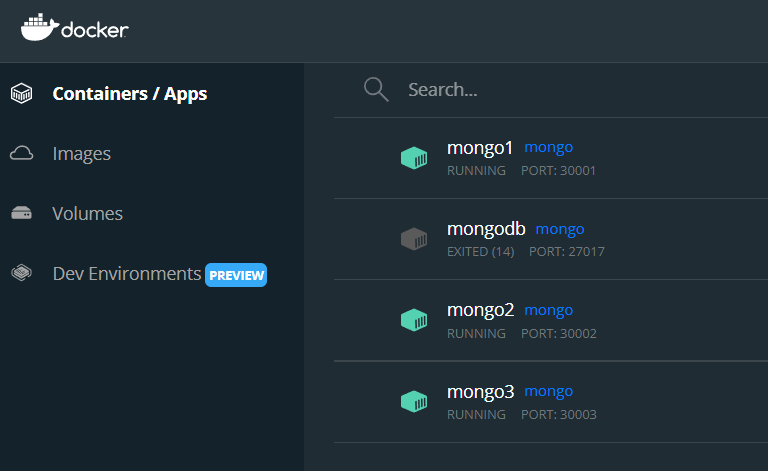 docker
Containers / Apps
Images
Volumes
Dev Environments PREVIEW
Search...
mongo1 mongo
RUNNING PORT: 30001
mongodb mongo
EXITED (14) PORT: 27017
mongo2 mongo
RUNNING PORT: 30002
mongo3 mongo
RUNNING PORT: 30003